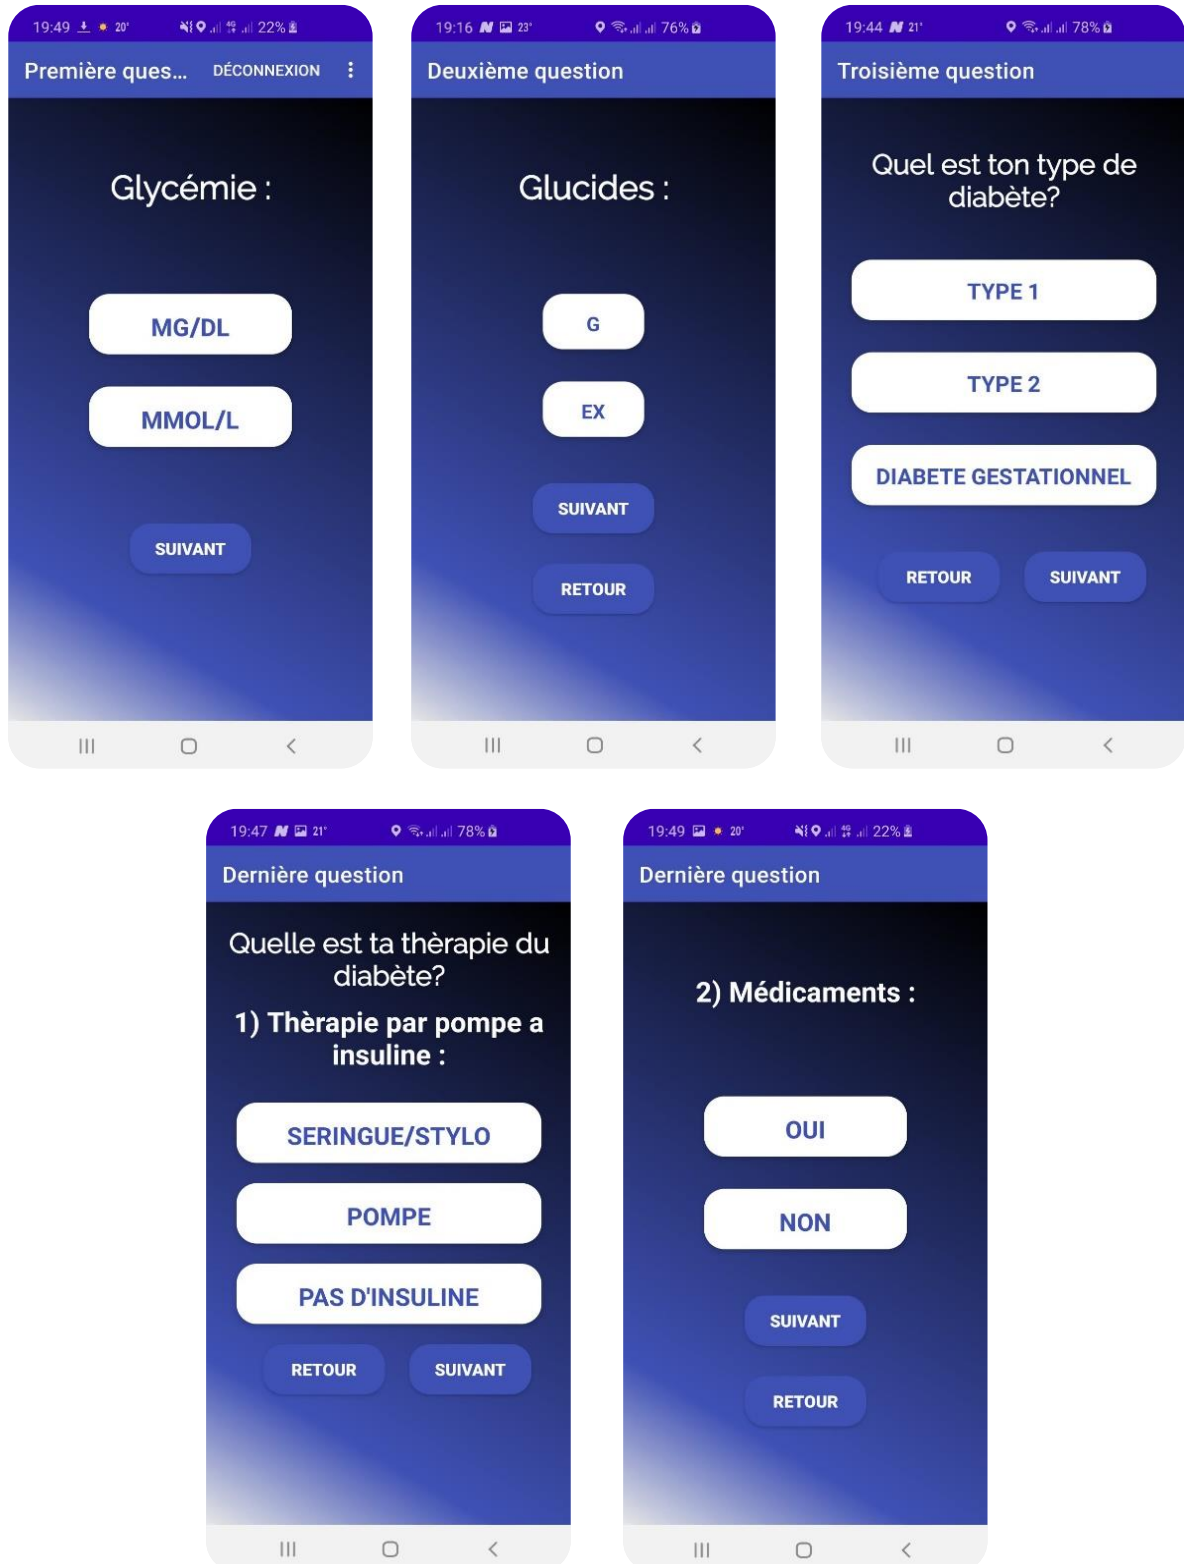 19:49 20° 4G 22%
Première ques... DÉCONNEXION
Glycémie :
MG/DL
MMOL/L
SUIVANT
19:16 N 23° 76%
Deuxième question
Glucides :
G
EX
SUIVANT
RETOUR
19:44 N 21° 78%
Troisième question
Quel est ton type de
diabète?
TYPE 1
TYPE 2
DIABETE GESTATIONNEL
RETOUR SUIVANT
19:47 N 21° 78%
Dernière question
Quelle est ta thèrapie du
diabète?
1) Thèrapie par pompe a
insuline :
SERINGUE/STYLO
POMPE
PAS D'INSULINE
RETOUR SUIVANT
19:49 20° 4G 22%
Dernière question
2) Médicaments :
OUI
NON
SUIVANT
RETOUR